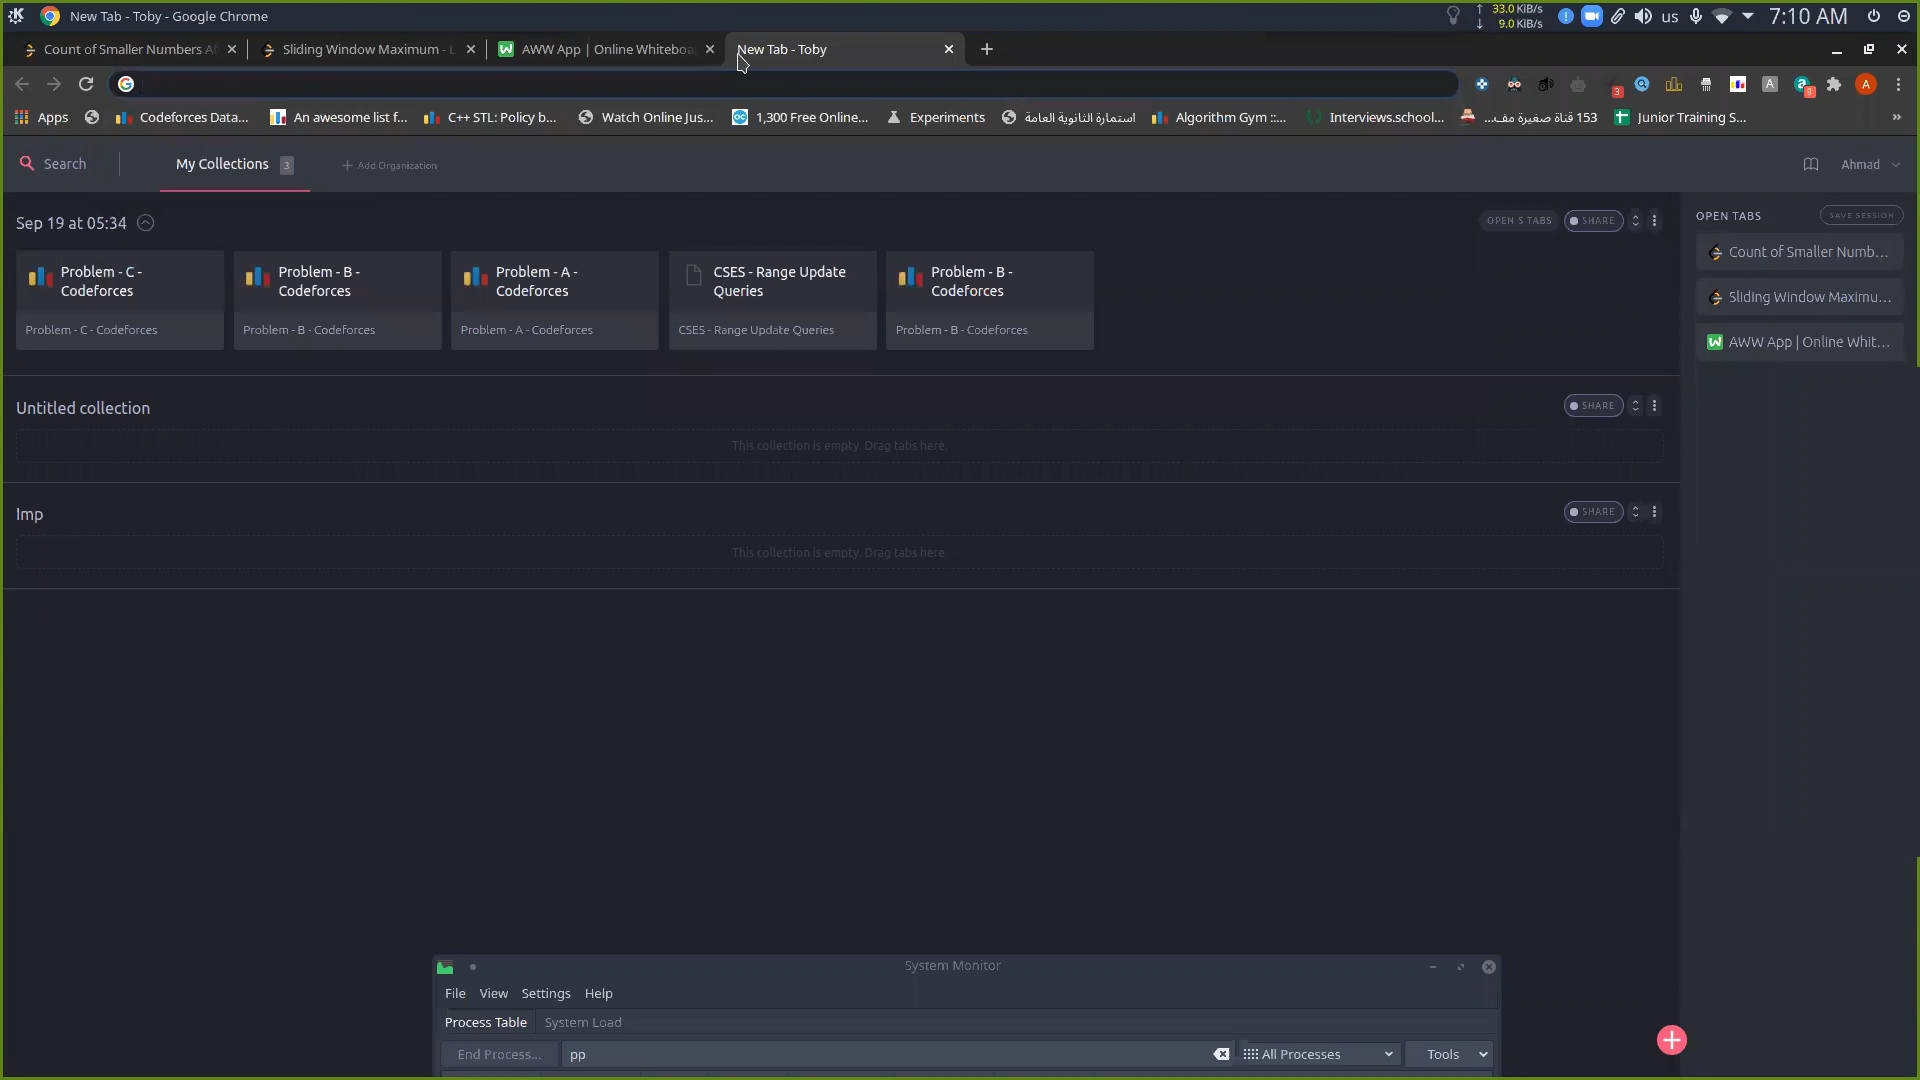 New Tab - Toby - Google Chrome
33.0 KiB/s
9.0 KiB/s
us
7:10 AM
Count of Smaller Numbers Af
Sliding Window Maximum - L
AWW App | Online Whiteboa
New Tab - Toby
Apps
Codeforces Data...
An awesome list f...
C++ STL: Policy b...
Watch Online Jus...
1,300 Free Online...
Experiments
استمارة الثانوية العامة
Algorithm Gym ::...
Interviews.school...
153 قناة صغيرة مف...
Junior Training S...
»
3
A
9
A
Search
My Collections 3
Add Organization
Ahmad
Sep 19 at 05:34
OPEN 5 TABS
SHARE
OPEN TABS
SAVE SESSION
Problem - C - Codeforces
Problem - B - Codeforces
Problem - A - Codeforces
CSES - Range Update Queries
Problem - B - Codeforces
Problem - C - Codeforces
Problem - B - Codeforces
Problem - A - Codeforces
CSES - Range Update Queries
Problem - B - Codeforces
Count of Smaller Numb...
Sliding Window Maximu...
AWW App | Online Whit...
Untitled collection
SHARE
This collection is empty. Drag tabs here.
Imp
SHARE
This collection is empty. Drag tabs here.
System Monitor
File View Settings Help
Process Table System Load
End Process...
pp
All Processes
Tools